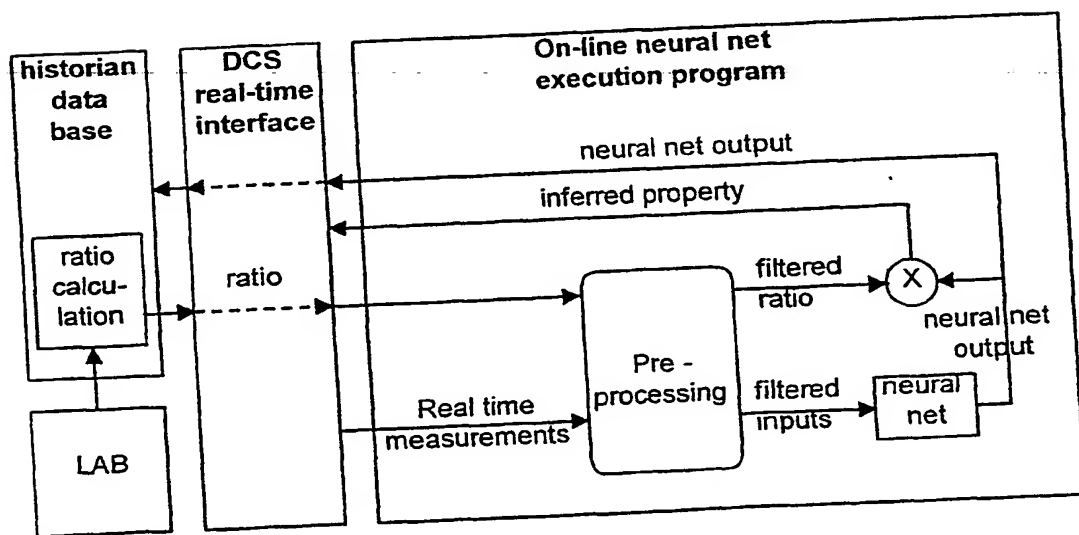 historian
data
base
DCS
real-time
interface
On-line neural net
execution program
neural net output
inferred property
ratio
calcu-
lation
ratio
filtered
ratio
X
neural net
output
Pre -
processing
Real time
measurements
filtered
inputs
neural
net
LAB